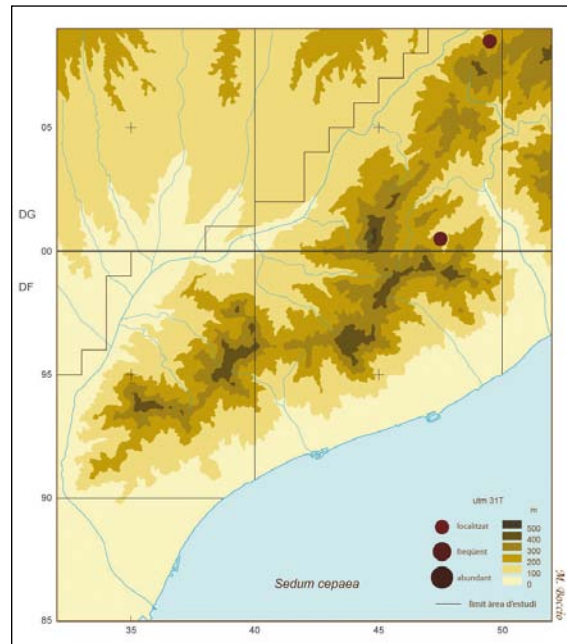 05
DG
00
DF
95
90
85
35
40
45
50
utm 31T
m
localitzat
freqüent
abundant
500
400
300
200
100
0
Sedum cepaea
límit àrea d'estudi
M. Boccio